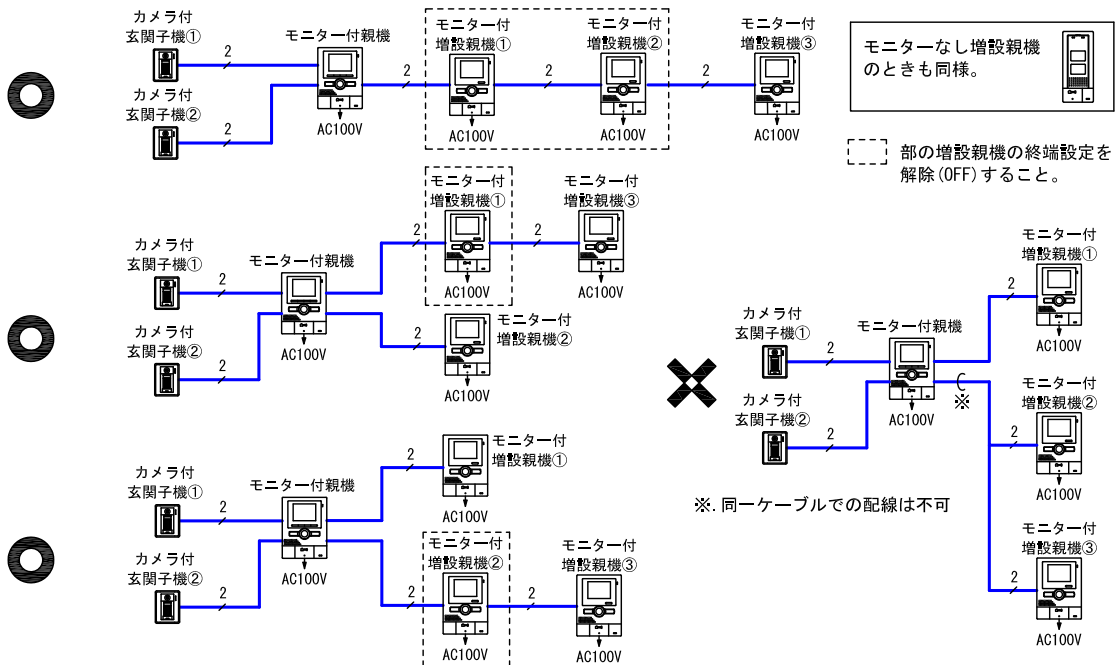 カメラ付
玄関子機①
2
モニター付親機
AC100V
2
モニター付
増設親機①
AC100V
2
モニター付
増設親機②
AC100V
2
モニター付
増設親機③
AC100V
カメラ付
玄関子機②
2
モニターなし増設親機
のときも同様。
部の増設親機の終端設定を
解除(OFF)すること。
カメラ付
玄関子機①
2
モニター付親機
AC100V
2
モニター付
増設親機①
AC100V
2
モニター付
増設親機③
AC100V
カメラ付
玄関子機②
2
モニター付
増設親機②
AC100V
カメラ付
玄関子機①
2
モニター付親機
AC100V
2
モニター付
増設親機①
AC100V
カメラ付
玄関子機②
2
2
モニター付
増設親機②
AC100V
2
モニター付
増設親機③
AC100V
カメラ付
玄関子機①
2
モニター付親機
AC100V
※
2
モニター付
増設親機①
AC100V
カメラ付
玄関子機②
2
2
モニター付
増設親機②
AC100V
2
モニター付
増設親機③
AC100V
※. 同一ケーブルでの配線は不可